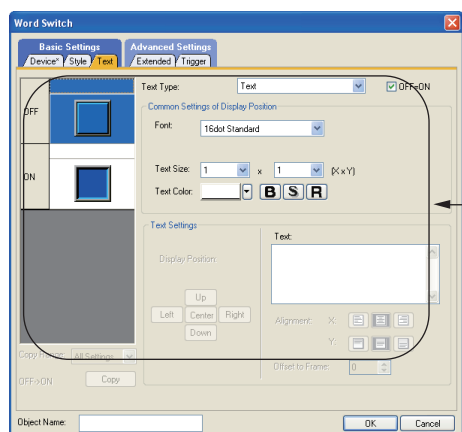 Word Switch
Basic Settings Advanced Settings
Device* Style Text Extended Trigger
Text Type: Text OFF=ON
OFF
Common Settings of Display Position
Font: 16dot Standard
ON
Text Size: 1 x 1 (X x Y)
Text Color: B S R
Text Settings
Text:
Display Position:
Up
Left Center Right
Down
Alignment: X:
Y:
Copy Range: All Settings
Offset to Frame: 0
OFF->ON Copy
Object Name: OK Cancel